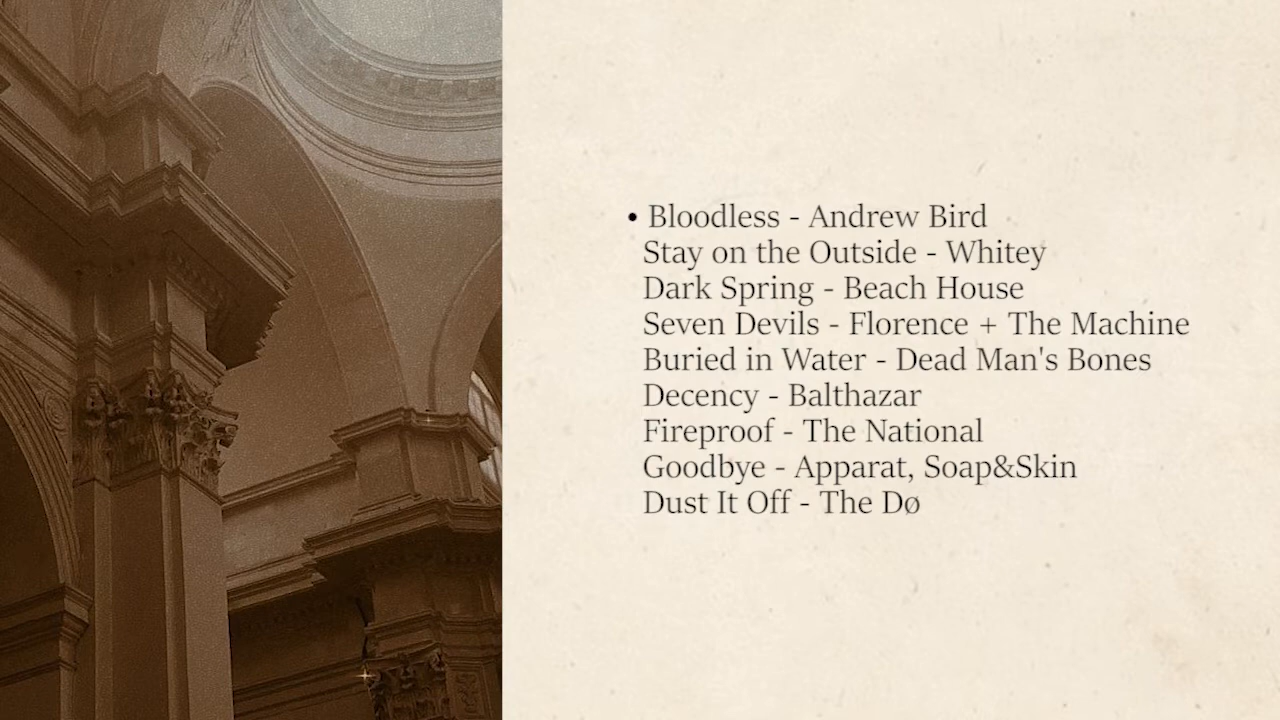 • Bloodless - Andrew Bird
Stay on the Outside - Whitey
Dark Spring - Beach House
Seven Devils - Florence + The Machine
Buried in Water - Dead Man's Bones
Decency - Balthazar
Fireproof - The National
Goodbye - Apparat, Soap&Skin
Dust It Off - The Dø